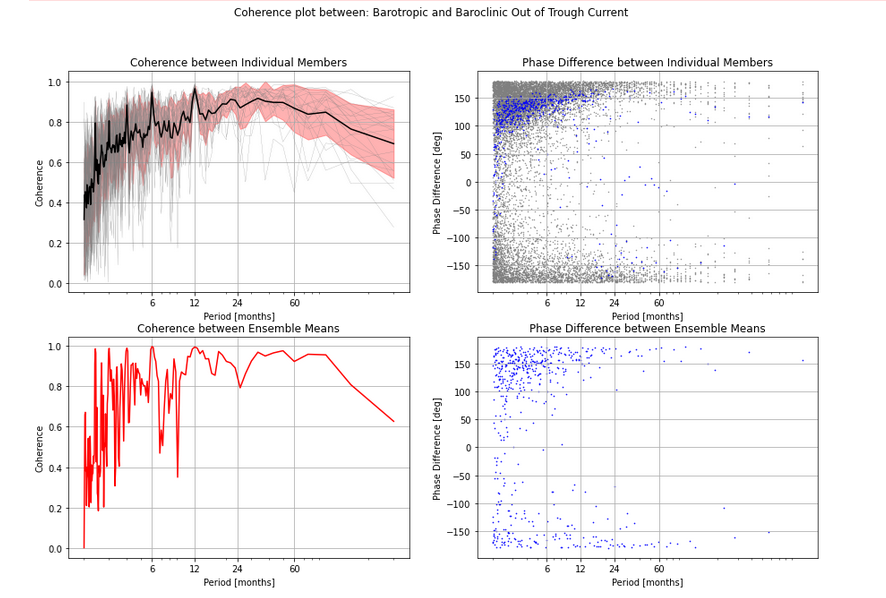 Coherence plot between: Barotropic and Baroclinic Out of Trough Current
Coherence between Individual Members
1.0
0.8
0.6
0.4
0.2
0.0
Coherence
6 12 24 60
Period [months]
Phase Difference between Individual Members
150
100
50
0
−50
−100
−150
Phase Difference [deg]
6 12 24 60
Period [months]
Coherence between Ensemble Means
1.0
0.8
0.6
0.4
0.2
0.0
Coherence
6 12 24 60
Period [months]
Phase Difference between Ensemble Means
150
100
50
0
−50
−100
−150
Phase Difference [deg]
6 12 24 60
Period [months]